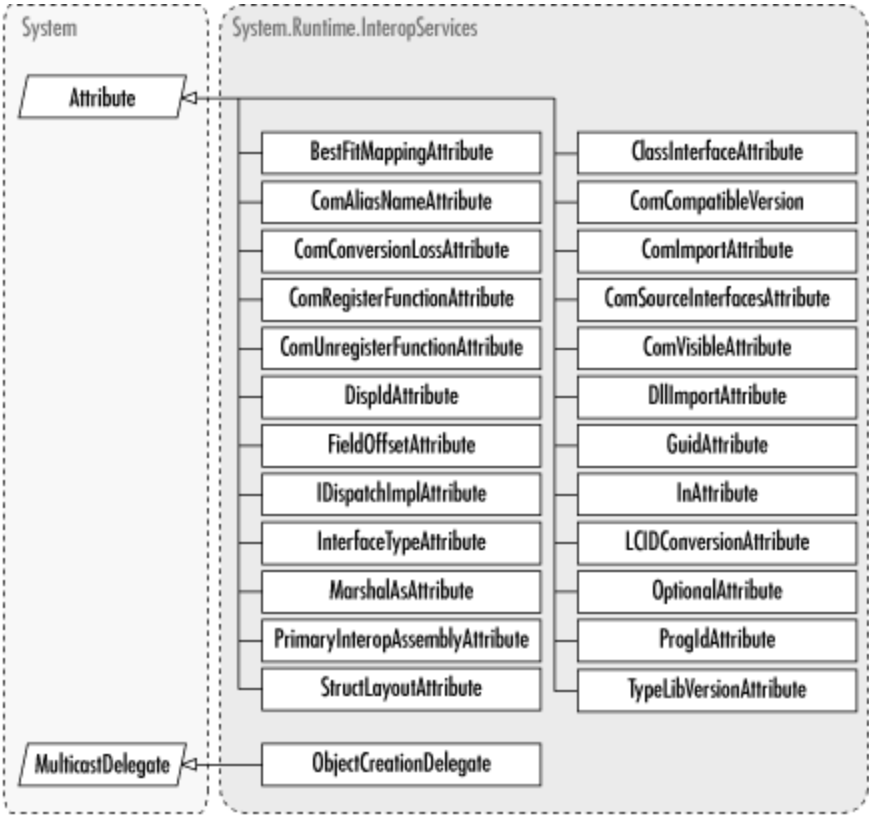 System
System.Runtime.InteropServices
Attribute
BestFitMappingAttribute
ClassInterfaceAttribute
ComAliasNameAttribute
ComCompatibleVersion
ComConversionLossAttribute
ComImportAttribute
ComRegisterFunctionAttribute
ComSourceInterfacesAttribute
ComUnregisterFunctionAttribute
ComVisibleAttribute
DispIdAttribute
DllImportAttribute
FieldOffsetAttribute
GuidAttribute
IDispatchImplAttribute
InAttribute
InterfaceTypeAttribute
LCIDConversionAttribute
MarshalAsAttribute
OptionalAttribute
PrimaryInteropAssemblyAttribute
ProgIdAttribute
StructLayoutAttribute
TypeLibVersionAttribute
MulticastDelegate
ObjectCreationDelegate